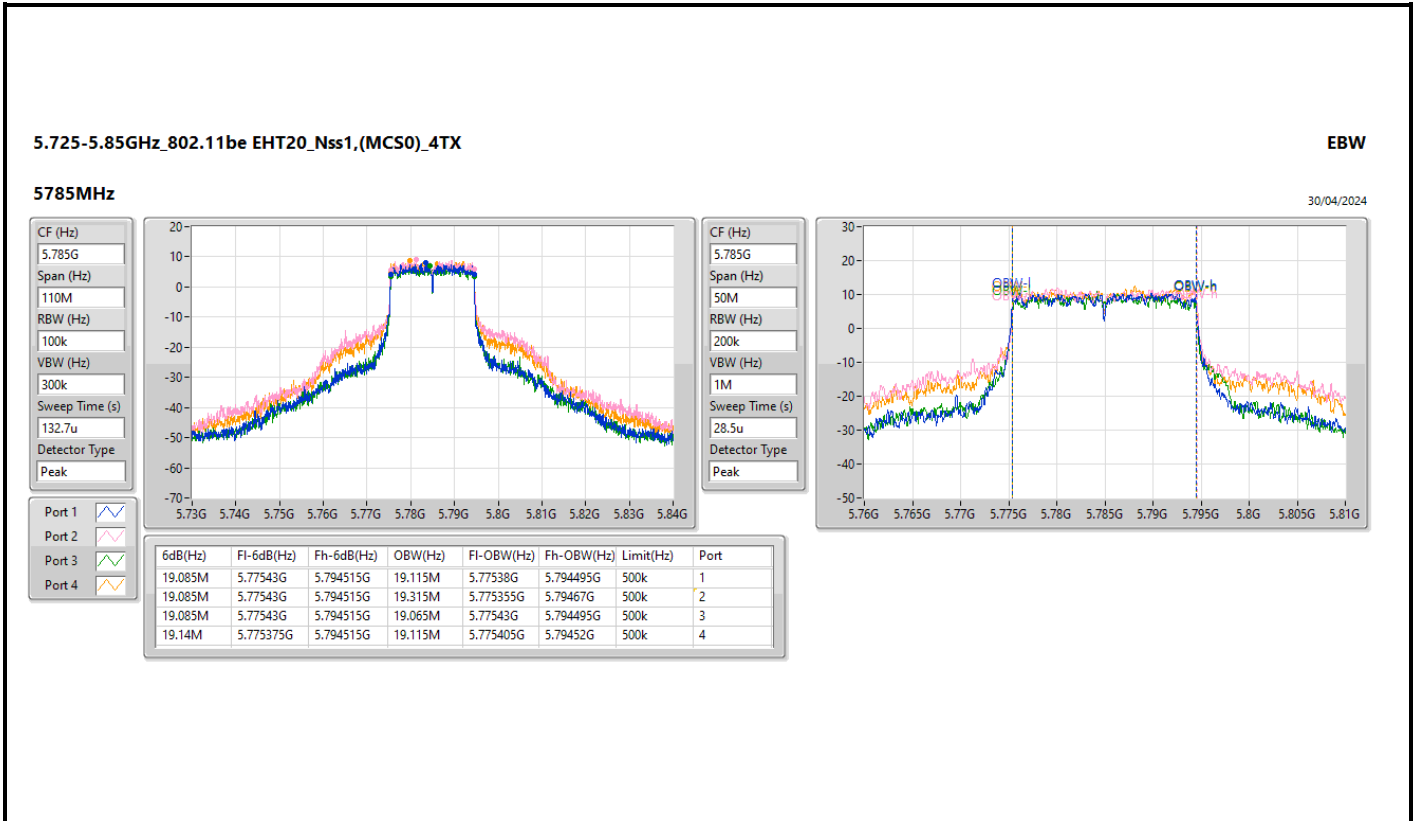 5.725-5.85GHz_802.11be EHT20_Nss1,(MCS0)_4TX EBW
5785MHz
30/04/2024
CF (Hz)
5.785G
Span (Hz)
110M
RBW (Hz)
100k
VBW (Hz)
300k
Sweep Time (s)
132.7u
Detector Type
Peak
20
10
0
-10
-20
-30
-40
-50
-60
-70
5.73G 5.74G 5.75G 5.76G 5.77G 5.78G 5.79G 5.8G 5.81G 5.82G 5.83G 5.84G
CF (Hz)
5.785G
Span (Hz)
50M
RBW (Hz)
200k
VBW (Hz)
1M
Sweep Time (s)
28.5u
Detector Type
Peak
30
20
10
0
-10
-20
-30
-40
-50
OBW-l OBW-h
5.76G 5.765G 5.77G 5.775G 5.78G 5.785G 5.79G 5.795G 5.8G 5.805G 5.81G
Port 1
Port 2
Port 3
Port 4
6dB(Hz) Fl-6dB(Hz) Fh-6dB(Hz) OBW(Hz) Fl-OBW(Hz) Fh-OBW(Hz) Limit(Hz) Port
19.085M 5.77543G 5.794515G 19.115M 5.77538G 5.794495G 500k 1
19.085M 5.77543G 5.794515G 19.315M 5.775355G 5.79467G 500k 2
19.085M 5.77543G 5.794515G 19.065M 5.77543G 5.794495G 500k 3
19.14M 5.775375G 5.794515G 19.115M 5.775405G 5.79452G 500k 4